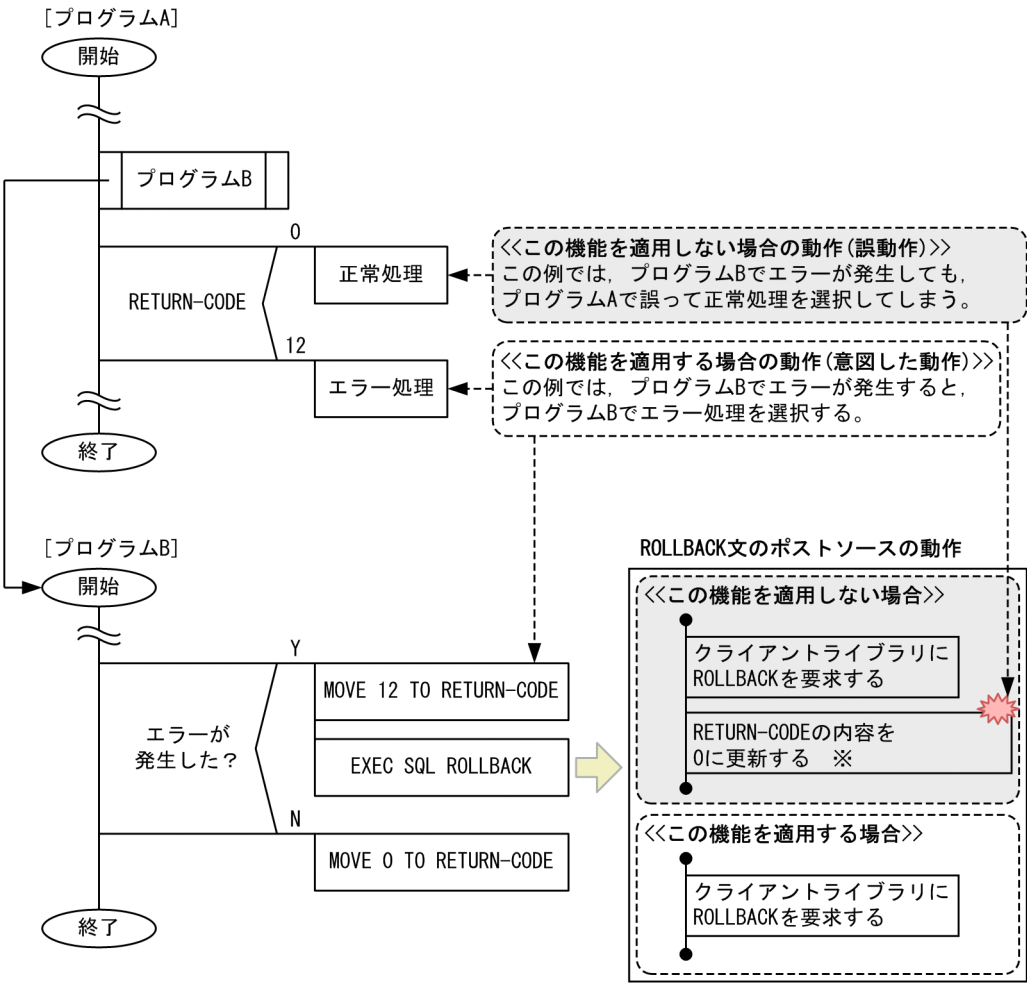 [プログラムA]
開始
プログラムB
0
正常処理
RETURN-CODE
12
エラー処理
終了
<<この機能を適用しない場合の動作(誤動作)>>
この例では,プログラムBでエラーが発生しても,
プログラムAで誤って正常処理を選択してしまう。
<<この機能を適用する場合の動作(意図した動作)>>
この例では,プログラムBでエラーが発生すると,
プログラムBでエラー処理を選択する。
[プログラムB]
開始
Y
MOVE 12 TO RETURN-CODE
エラーが
発生した?
EXEC SQL ROLLBACK
N
MOVE 0 TO RETURN-CODE
終了
ROLLBACK文のポストソースの動作
<<この機能を適用しない場合>>
クライアントライブラリに
ROLLBACKを要求する
RETURN-CODEの内容を
0に更新する ※
<<この機能を適用する場合>>
クライアントライブラリに
ROLLBACKを要求する